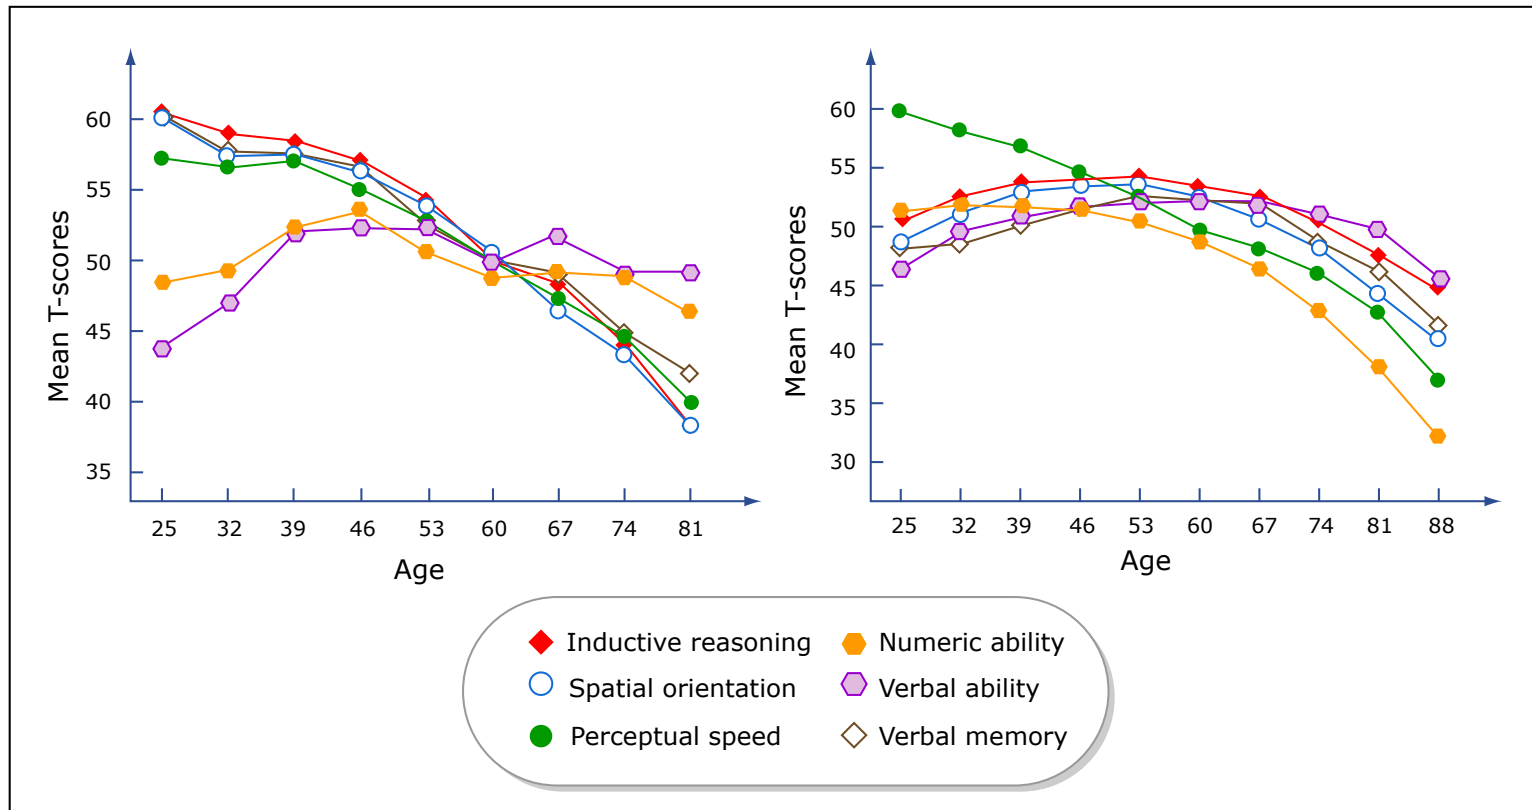 Mean T-scores
60
55
50
45
40
35
25 32 39 46 53 60 67 74 81
Age
Mean T-scores
60
55
50
45
40
35
30
25 32 39 46 53 60 67 74 81 88
Age
Inductive reasoning
Spatial orientation
Perceptual speed
Numeric ability
Verbal ability
Verbal memory